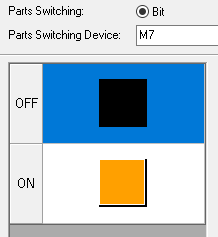 Parts Switching: Bit
Parts Switching Device: M7
OFF
ON